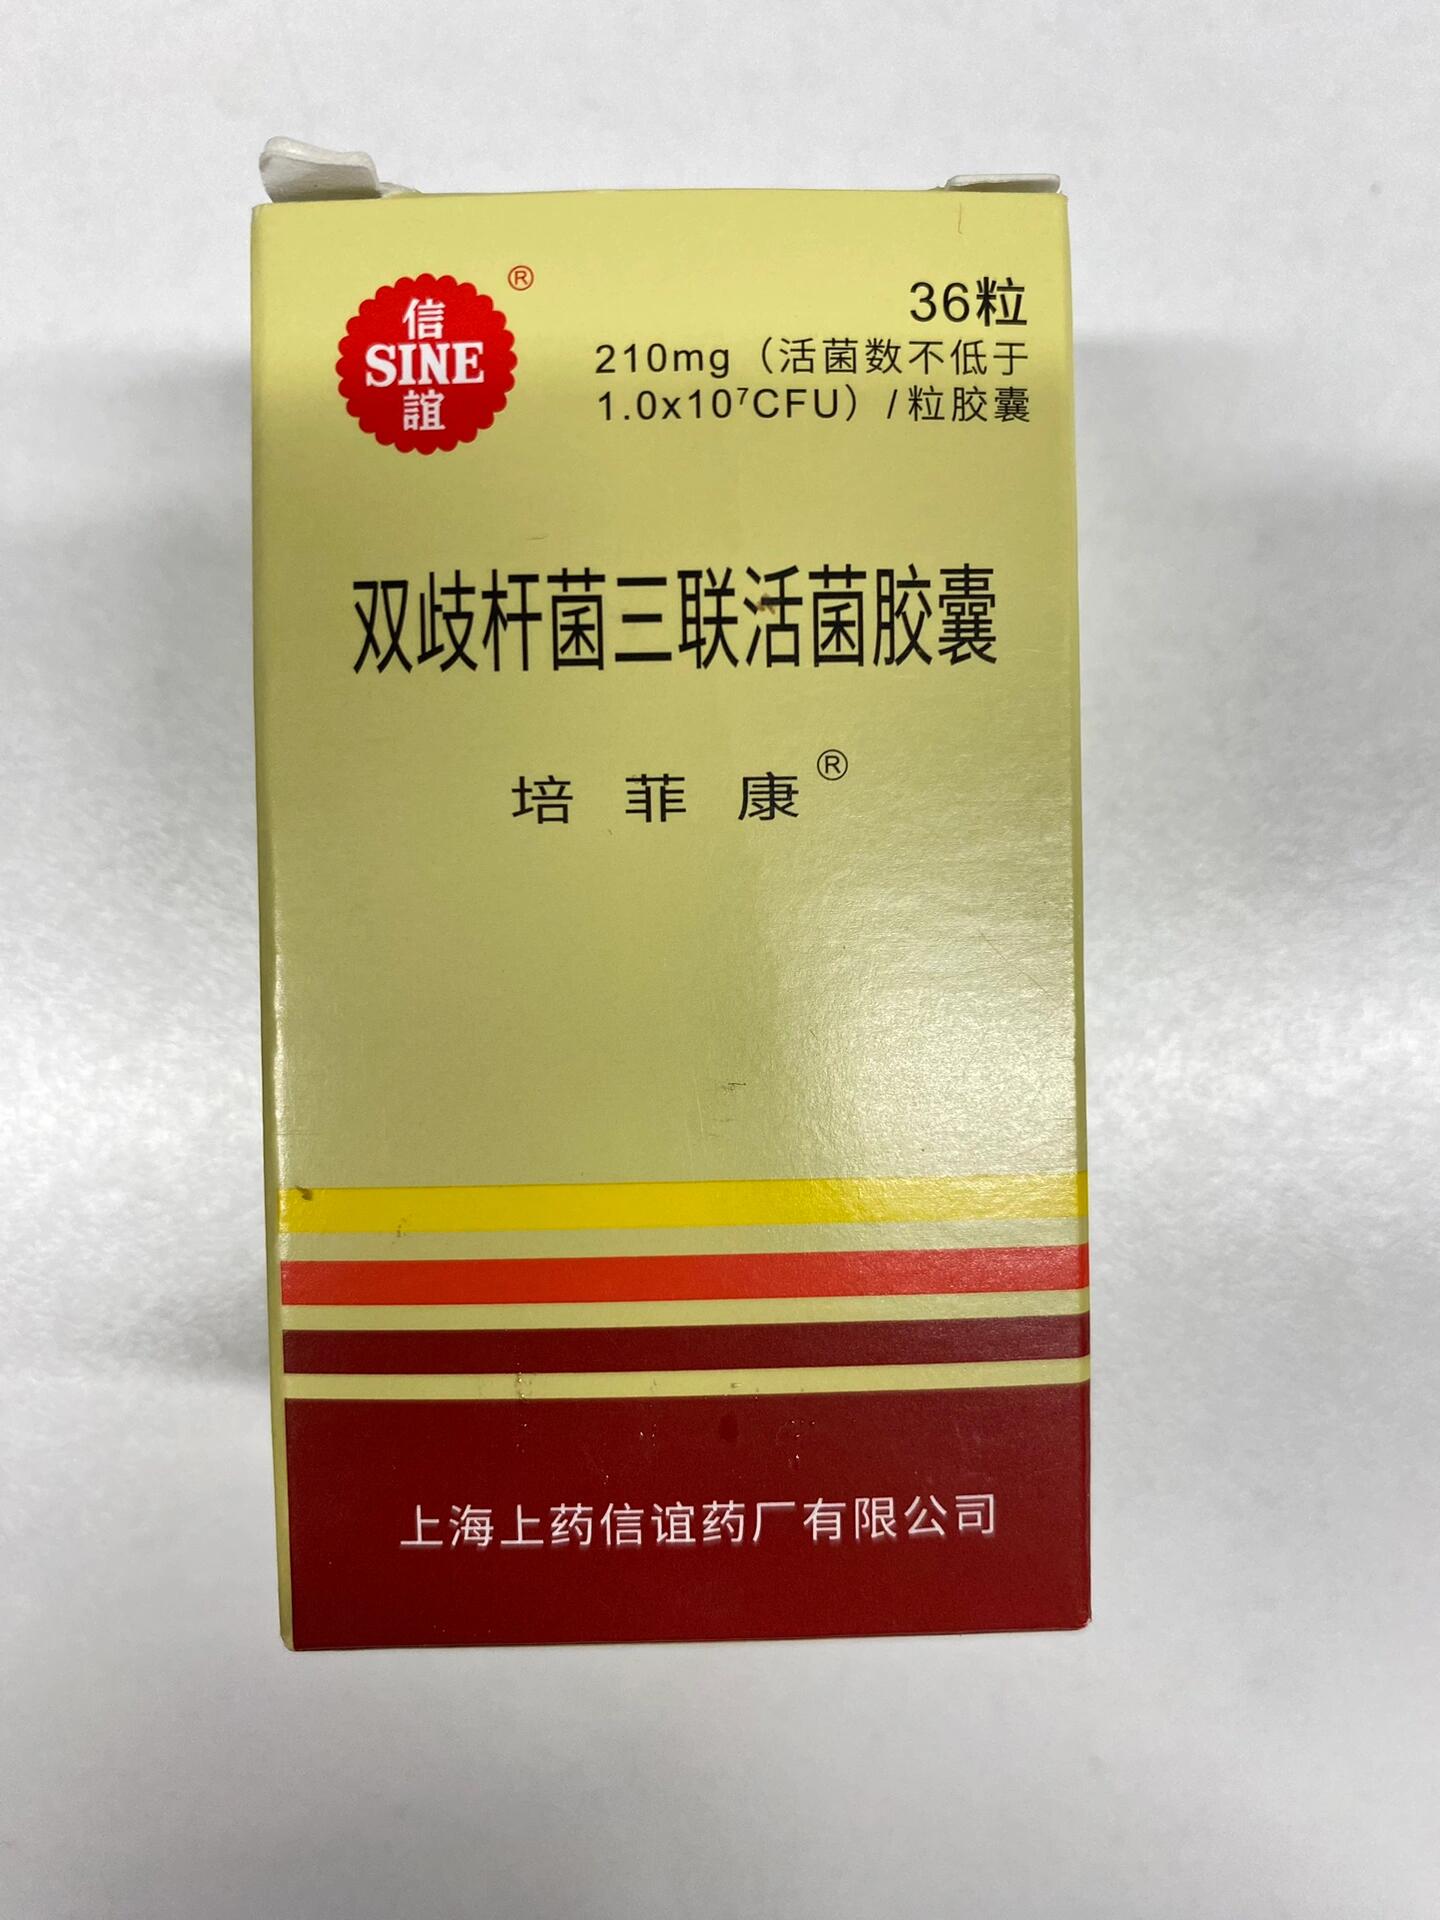 信
SINE
誼
®
36粒
210mg（活菌数不低于
1.0x10⁷CFU）/粒胶囊
双歧杆菌三联活菌胶囊
培菲康®
上海上药信谊药厂有限公司